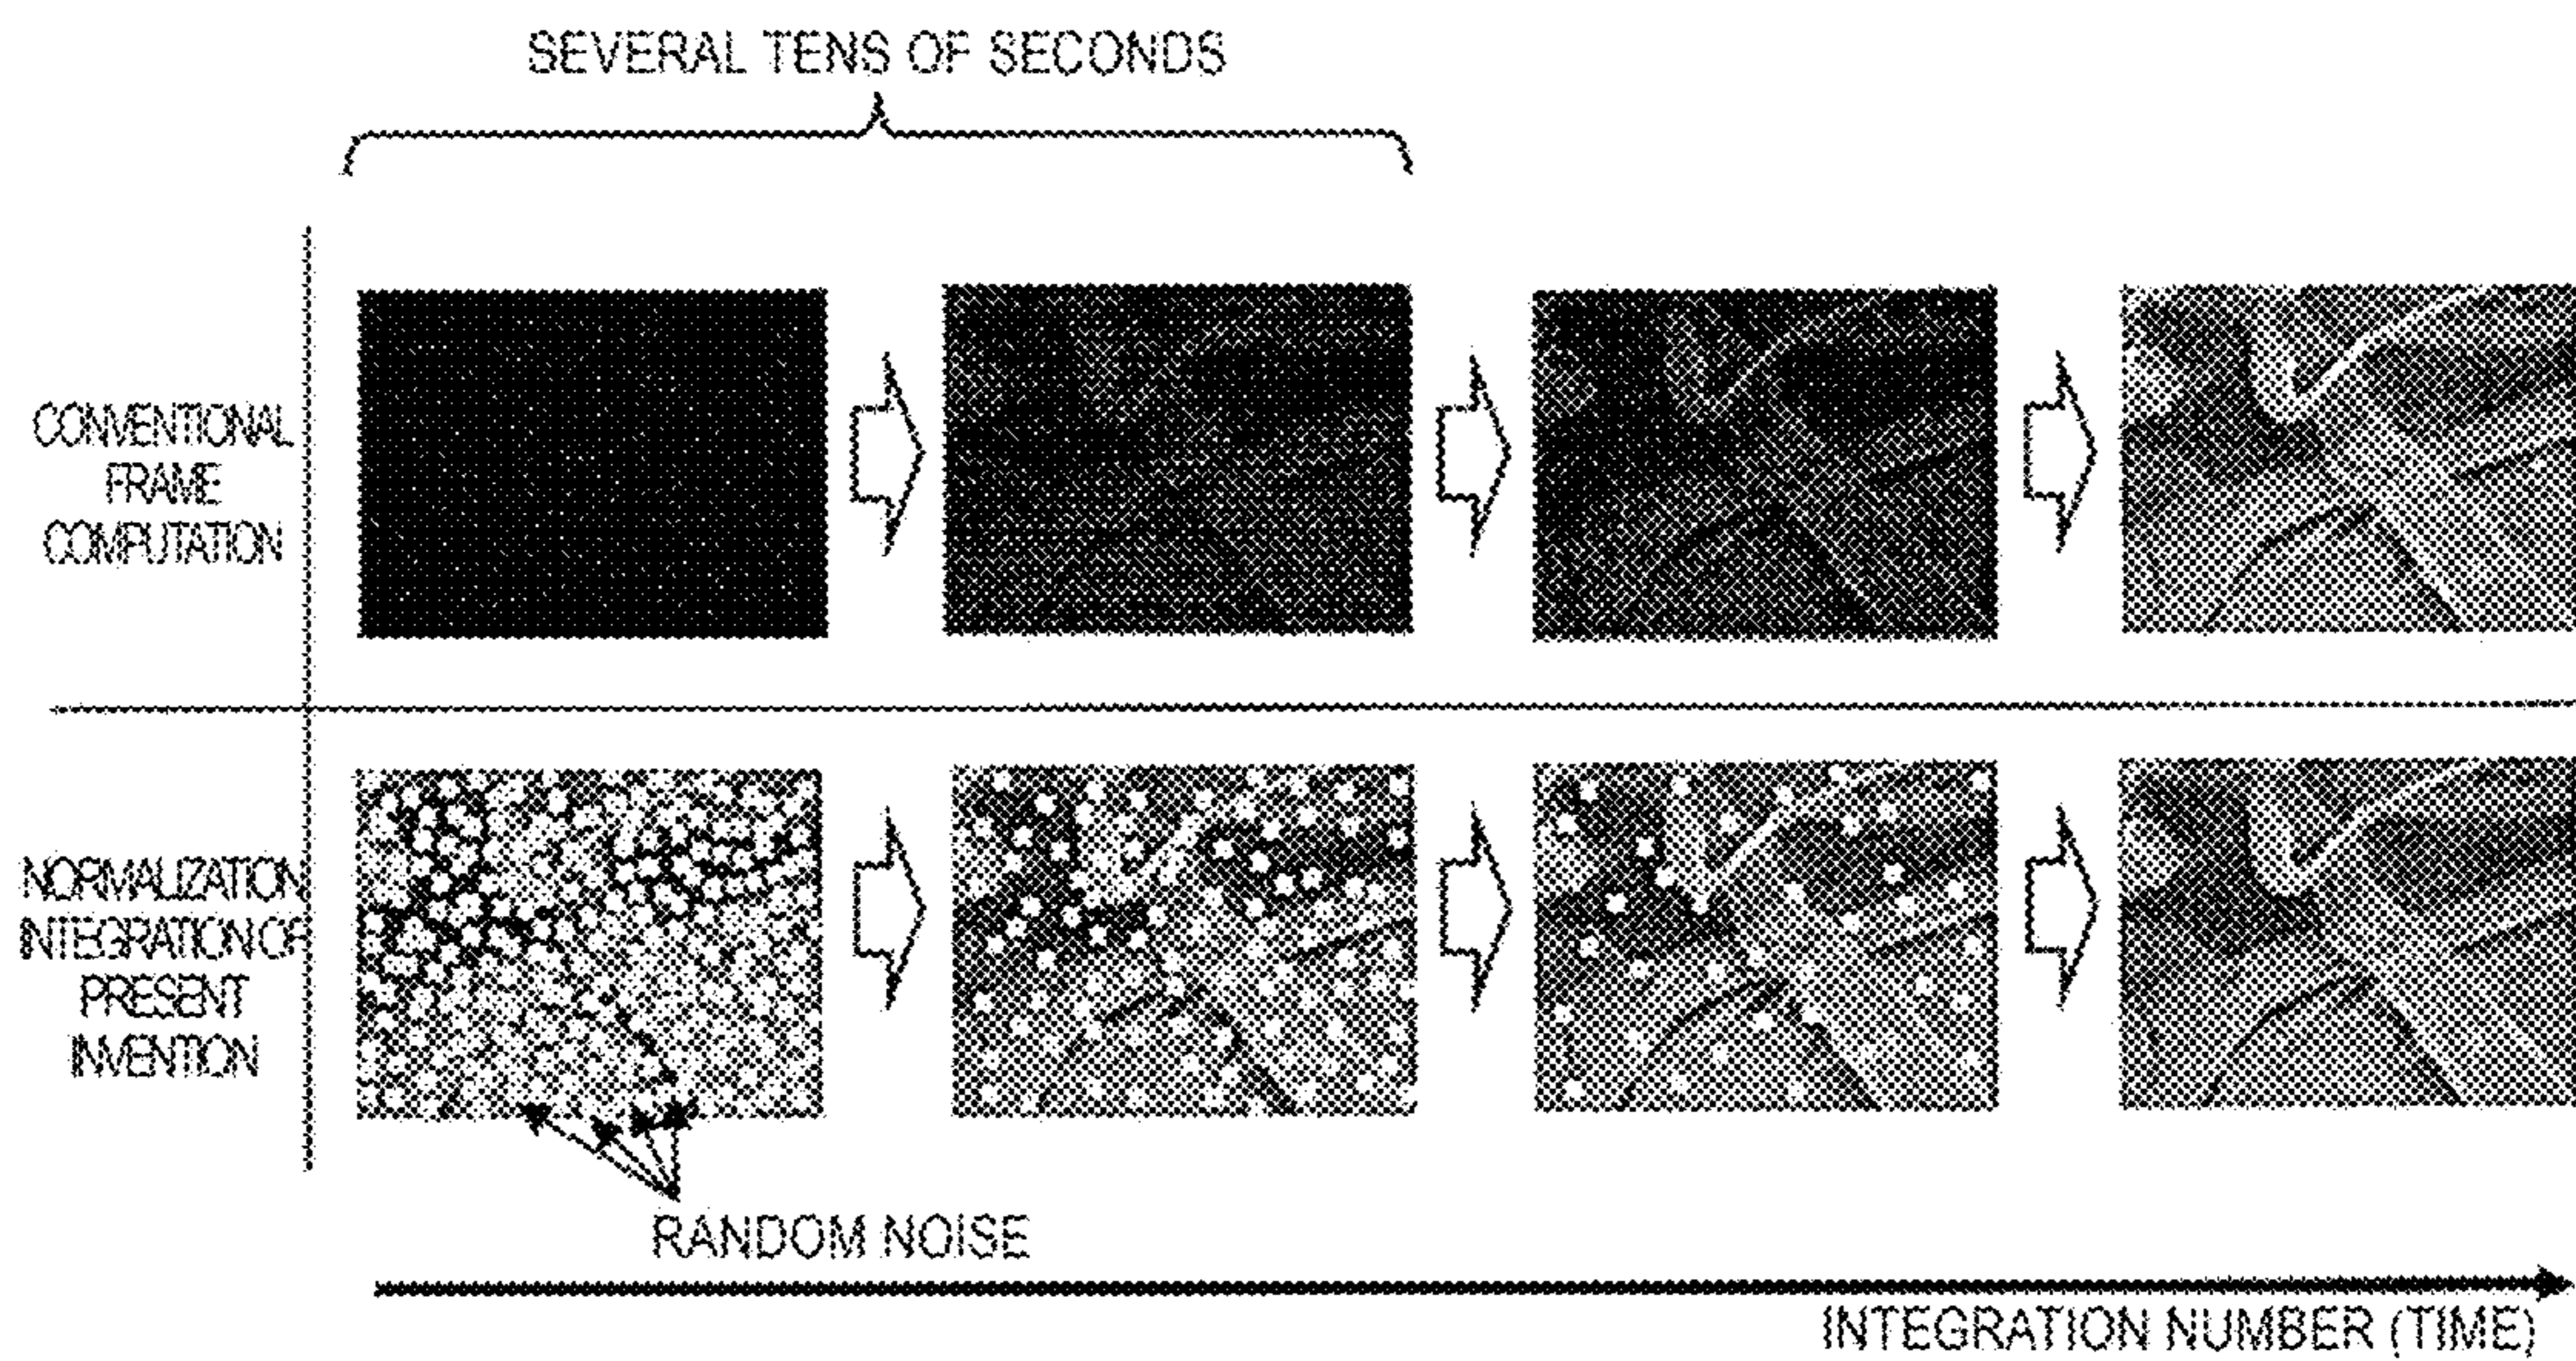 SEVERAL TENS OF SECONDS
CONVENTIONAL
FRAME
COMPUTATION
NORMALIZATION
INTEGRATION OF
PRESENT
INVENTION
RANDOM NOISE
INTEGRATION NUMBER (TIME)